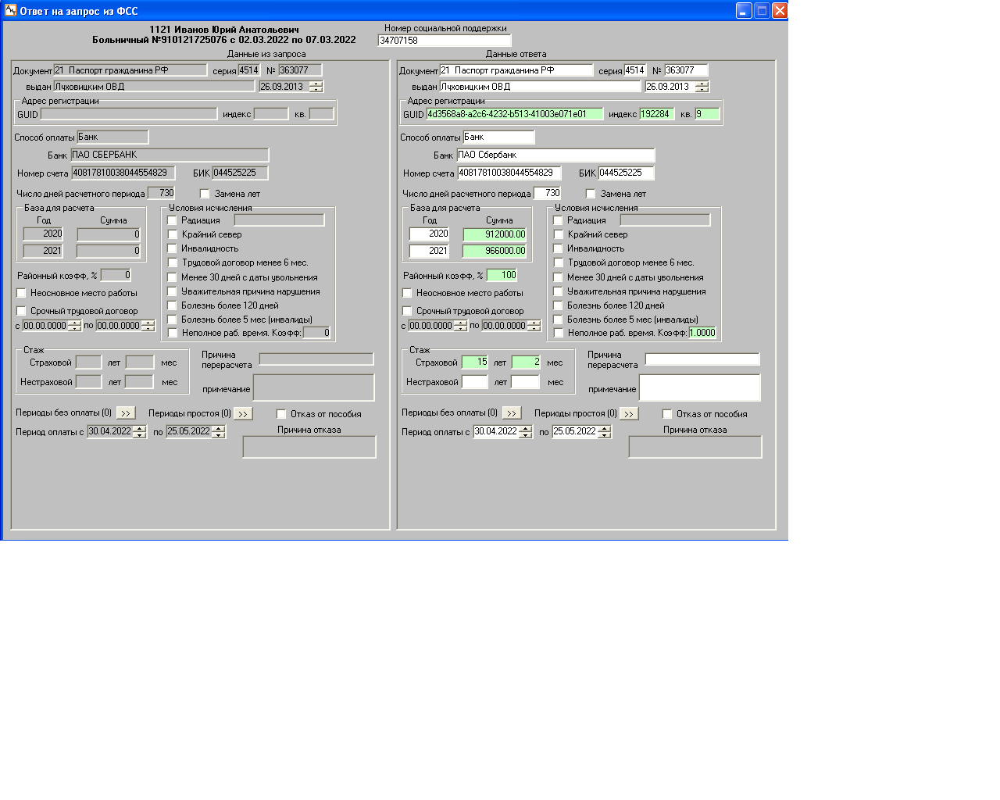 Ответ на запрос из ФСС
1121 Иванов Юрий Анатольевич
Больничный №910121725076 с 02.03.2022 по 07.03.2022
Номер социальной поддержки
34707158
Данные из запроса
Документ 21 Паспорт гражданина РФ серия 4514 № 363077
выдан Луховицким ОВД 26.09.2013
Адрес регистрации
GUID индекс кв.
Способ оплаты Банк
Банк ПАО СБЕРБАНК
Номер счета 40817810038044554829 БИК 044525225
Число дней расчетного периода 730 Замена лет
База для расчета
Год Сумма
2020 0
2021 0
Районный коэфф, % 0
Неосновное место работы
Срочный трудовой договор
с 00.00.0000 по 00.00.0000
Условия исчисления
Радиация
Крайний север
Инвалидность
Трудовой договор менее 6 мес.
Менее 30 дней с даты увольнения
Уважительная причина нарушения
Болезнь более 120 дней
Болезнь более 5 мес (инвалиды)
Неполное раб. время. Коэфф: 0
Стаж
Страховой лет мес
Нестраховой лет мес
Причина перерасчета
примечание
Периоды без оплаты (0) >> Периоды простоя (0) >> Отказ от пособия
Период оплаты с 30.04.2022 по 25.05.2022
Причина отказа
Данные ответа
Документ 21 Паспорт гражданина РФ серия 4514 № 363077
выдан Луховицким ОВД 26.09.2013
Адрес регистрации
GUID 4d3568a8-a2c6-4232-b513-41003e071e01 индекс 192284 кв. 9
Способ оплаты Банк
Банк ПАО Сбербанк
Номер счета 40817810038044554829 БИК 044525225
Число дней расчетного периода 730 Замена лет
База для расчета
Год Сумма
2020 912000.00
2021 966000.00
Районный коэфф, % 100
Неосновное место работы
Срочный трудовой договор
с 00.00.0000 по 00.00.0000
Условия исчисления
Радиация
Крайний север
Инвалидность
Трудовой договор менее 6 мес.
Менее 30 дней с даты увольнения
Уважительная причина нарушения
Болезнь более 120 дней
Болезнь более 5 мес (инвалиды)
Неполное раб. время. Коэфф: 1.0000
Стаж
Страховой 15 лет 2 мес
Нестраховой лет мес
Причина перерасчета
примечание
Периоды без оплаты (0) >> Периоды простоя (0) >> Отказ от пособия
Период оплаты с 30.04.2022 по 25.05.2022
Причина отказа